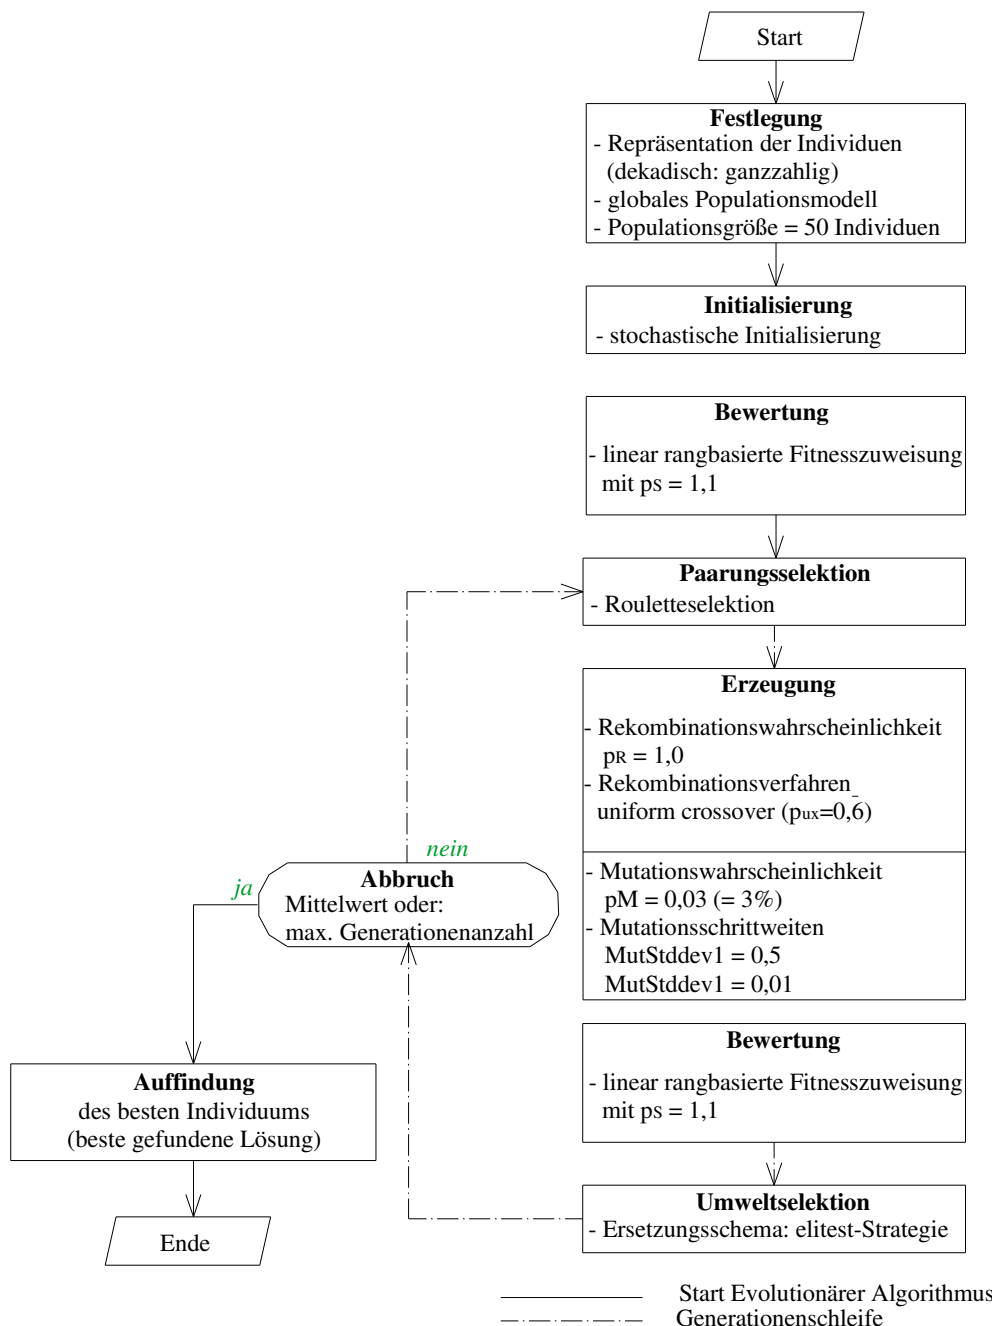 Start
Festlegung
- Repräsentation der Individuen
(dekadisch: ganzzahlig)
- globales Populationsmodell
- Populationsgröße = 50 Individuen
Initialisierung
- stochastische Initialisierung
Bewertung
- linear rangbasierte Fitnesszuweisung
mit ps = 1,1
Paarungsselektion
- Rouletteselektion
Erzeugung
- Rekombinationswahrscheinlichkeit
pR = 1,0
- Rekombinationsverfahren
uniform crossover (pux=0,6̄)
- Mutationswahrscheinlichkeit
pM = 0,03 (= 3%)
- Mutationsschrittweiten
MutStddev1 = 0,5
MutStddev1 = 0,01
Bewertung
- linear rangbasierte Fitnesszuweisung
mit ps = 1,1
Umweltselektion
- Ersetzungsschema: elitest-Strategie
nein
ja
Abbruch
Mittelwert oder:
max. Generationenanzahl
Auffindung
des besten Individuums
(beste gefundene Lösung)
Ende
Start Evolutionärer Algorithmus
Generationenschleife